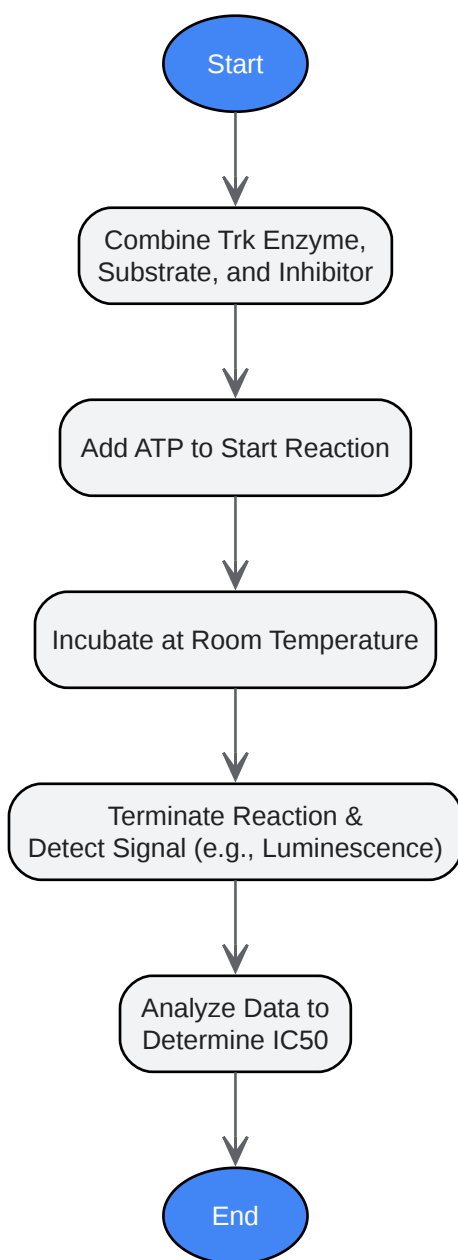 Start
Combine Trk Enzyme,
Substrate, and Inhibitor
Add ATP to Start Reaction
Incubate at Room Temperature
Terminate Reaction &
Detect Signal (e.g., Luminescence)
Analyze Data to
Determine IC50
End